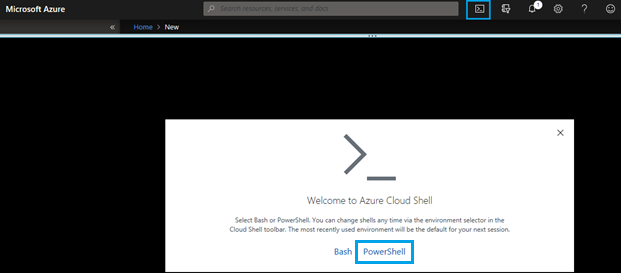 Microsoft Azure
Search resources, services, and docs
1
Home > New
Welcome to Azure Cloud Shell
Select Bash or PowerShell. You can change shells any time via the environment selector in the
Cloud Shell toolbar. The most recently used environment will be the default for your next session.
Bash PowerShell